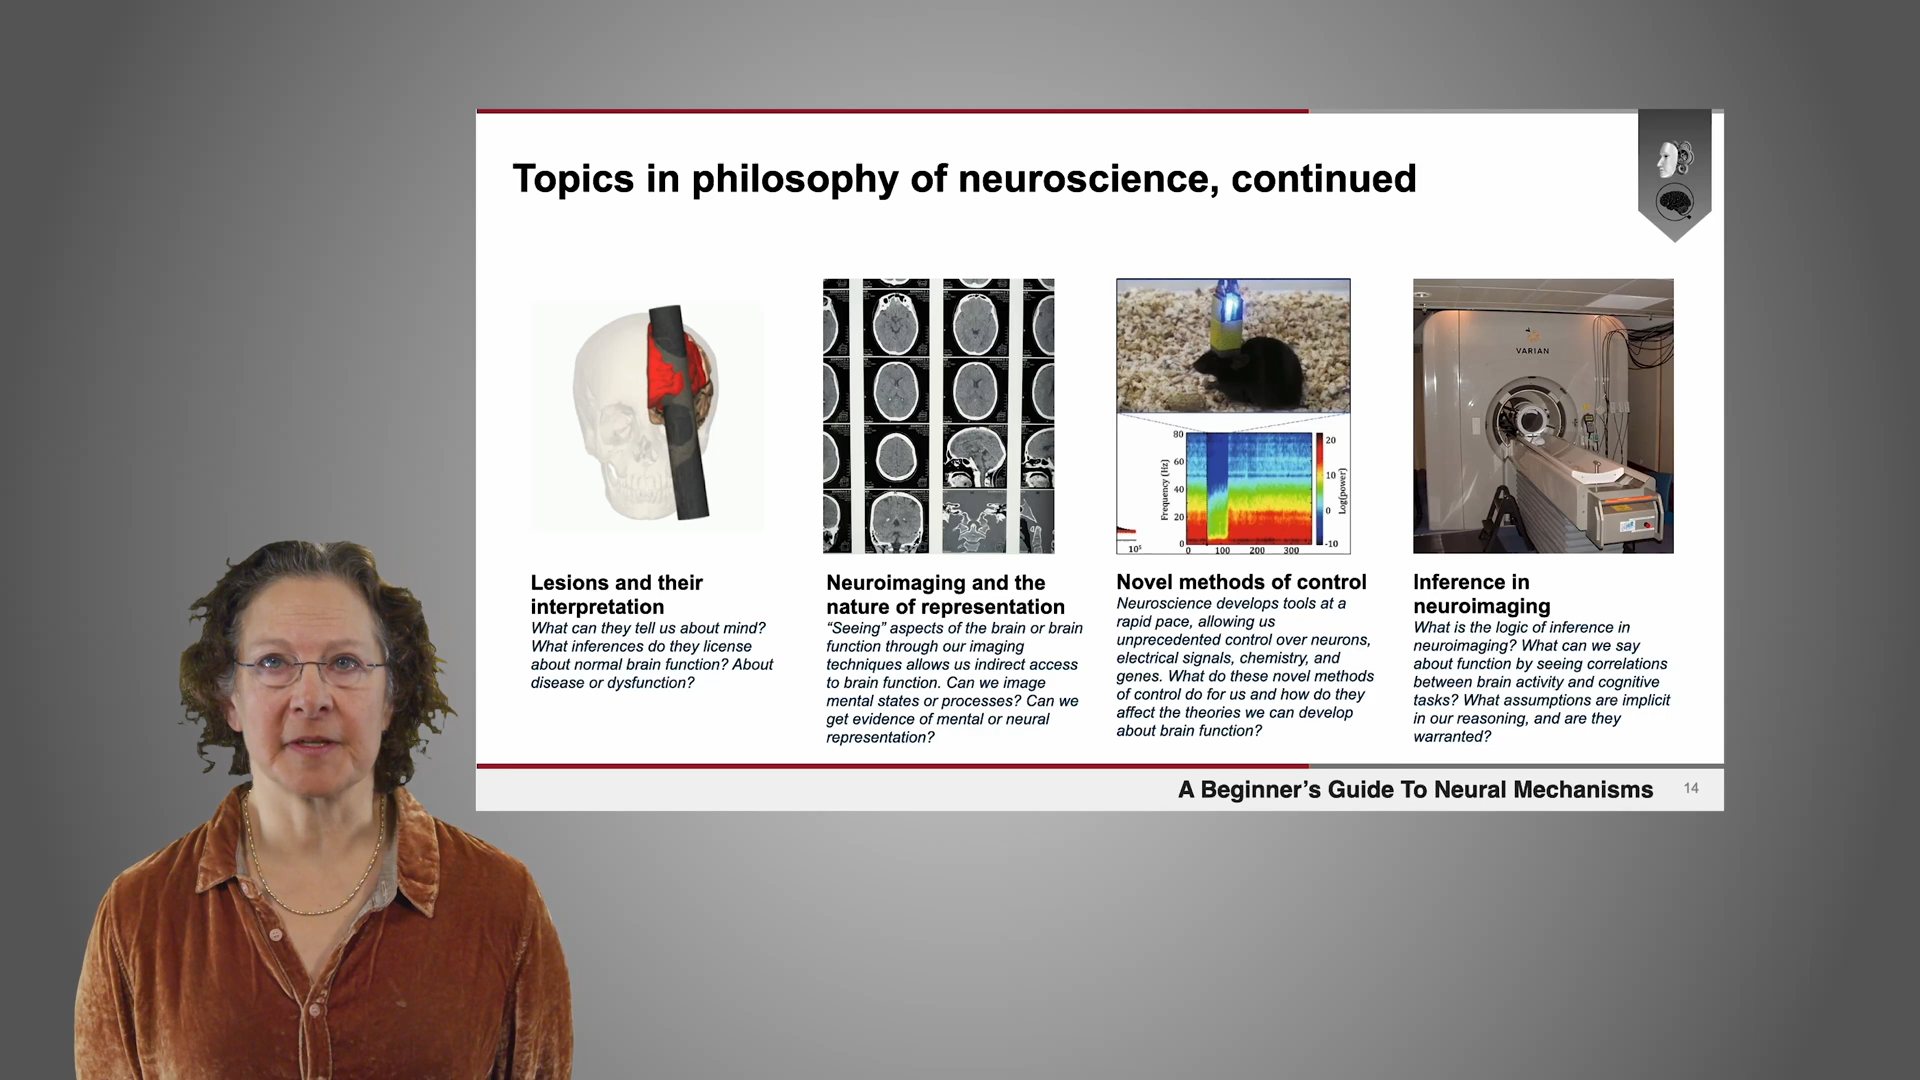 Topics in philosophy of neuroscience, continued
VARIAN
80
60
40
20
0
Frequency (Hz)
10⁵
0 100 200 300
20
10
0
-10
Log(power)
Lesions and their
interpretation
What can they tell us about mind?
What inferences do they license
about normal brain function? About
disease or dysfunction?
Neuroimaging and the
nature of representation
“Seeing” aspects of the brain or brain
function through our imaging
techniques allows us indirect access
to brain function. Can we image
mental states or processes? Can we
get evidence of mental or neural
representation?
Novel methods of control
Neuroscience develops tools at a
rapid pace, allowing us
unprecedented control over neurons,
electrical signals, chemistry, and
genes. What do these novel methods
of control do for us and how do they
affect the theories we can develop
about brain function?
Inference in
neuroimaging
What is the logic of inference in
neuroimaging? What can we say
about function by seeing correlations
between brain activity and cognitive
tasks? What assumptions are implicit
in our reasoning, and are they
warranted?
A Beginner’s Guide To Neural Mechanisms
14